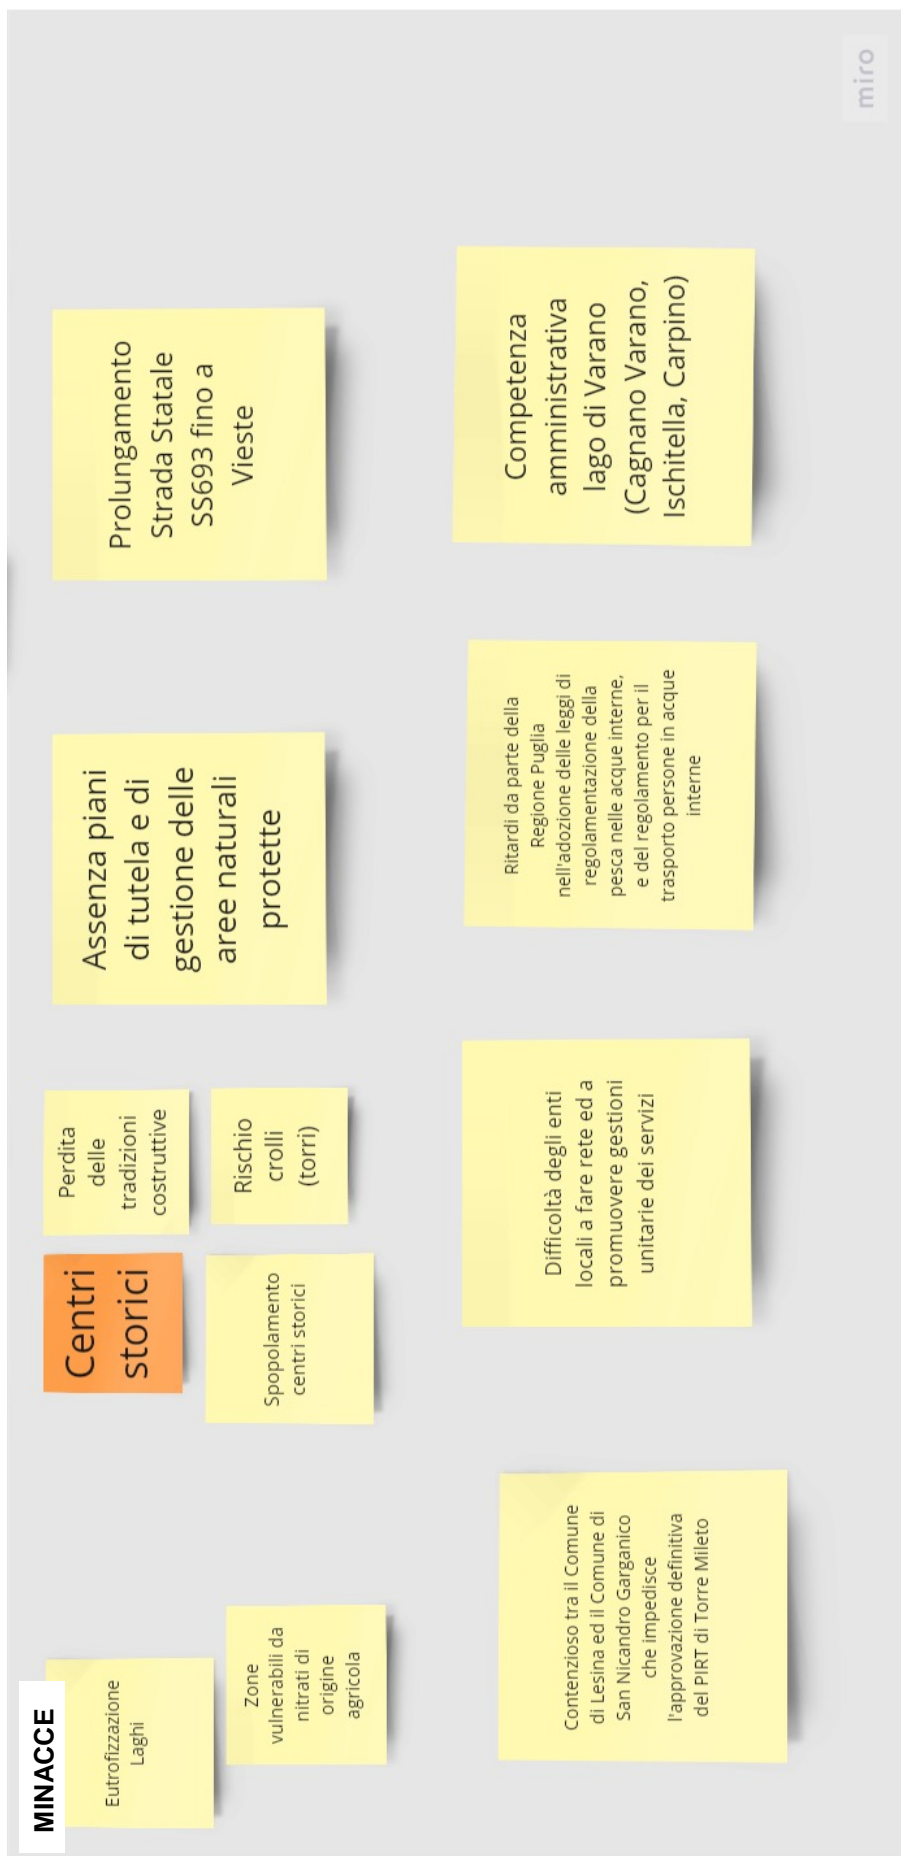 MINACCE
Eutrofizzazione
Laghi
Zone
vulnerabili da
nitrati di
origine
agricola
Centri
storici
Perdita
delle
tradizioni
costruttive
Spopolamento
centri storici
Rischio
crolli
(torri)
Assenza piani
di tutela e di
gestione delle
aree naturali
protette
Prolungamento
Strada Statale
SS693 fino a
Vieste
Contenzioso tra il Comune
di Lesina ed il Comune di
San Nicandro Garganico
che impedisce
l'approvazione definitiva
del PIRT di Torre Mileto
Difficoltà degli enti
locali a fare rete ed a
promuovere gestioni
unitarie dei servizi
Ritardi da parte della
Regione Puglia
nell'adozione delle leggi di
regolamentazione della
pesca nelle acque interne,
e del regolamento per il
trasporto persone in acque
interne
Competenza
amministrativa
lago di Varano
(Cagnano Varano,
Ischitella, Carpino)
miro